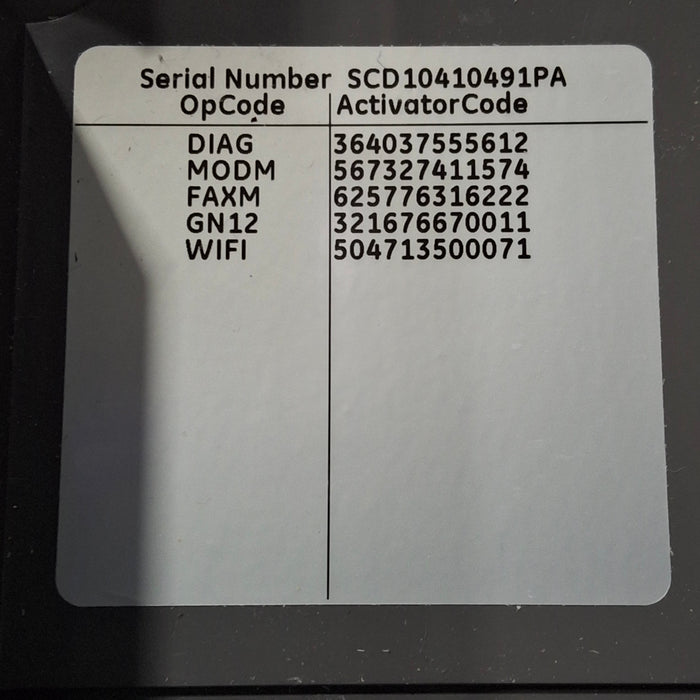 Serial Number SCD10410491PA
OpCode ActivatorCode
DIAG 364037555612
MODM 567327411574
FAXM 625776316222
GN12 321676670011
WIFI 504713500071